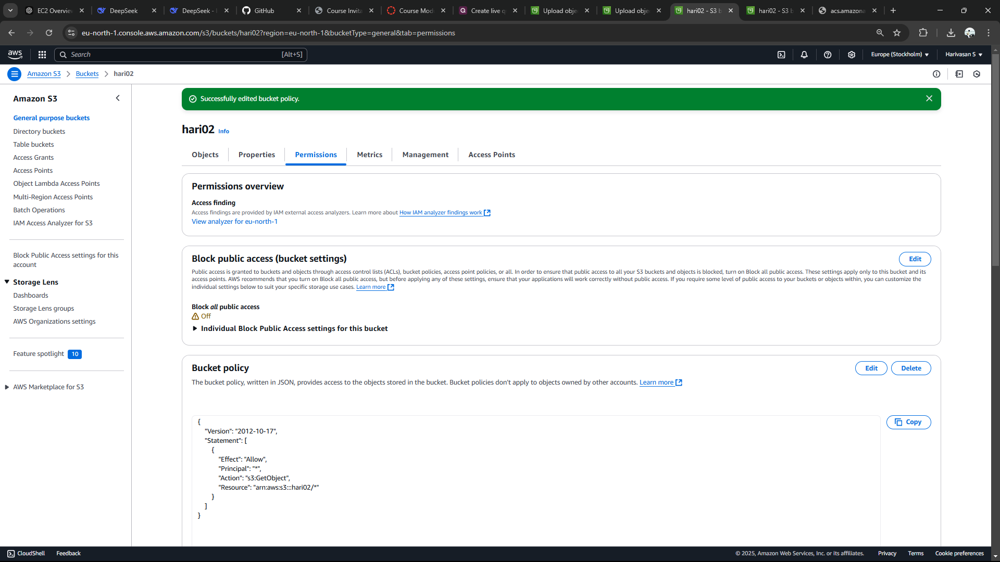 EC2 Overvie
DeepSeek
DeepSeek -
GitHub
Course Invita
Course Mod
Create live q
Upload obje
Upload obje
hari02 - S3 b
hari02 - S3 b
acs.amazona
eu-north-1.console.aws.amazon.com/s3/buckets/hari02?region=eu-north-1&bucketType=general&tab=permissions
aws
Search
[Alt+S]
Europe (Stockholm)
Harivasan S
Amazon S3
Buckets
hari02
Amazon S3
General purpose buckets
Directory buckets
Table buckets
Access Grants
Access Points
Object Lambda Access Points
Multi-Region Access Points
Batch Operations
IAM Access Analyzer for S3
Block Public Access settings for this
account
Storage Lens
Dashboards
Storage Lens groups
AWS Organizations settings
Feature spotlight 10
AWS Marketplace for S3
Successfully edited bucket policy.
hari02 Info
Objects
Properties
Permissions
Metrics
Management
Access Points
Permissions overview
Access finding
Access findings are provided by IAM external access analyzers. Learn more about How IAM analyzer findings work
View analyzer for eu-north-1
Block public access (bucket settings)
Edit
Public access is granted to buckets and objects through access control lists (ACLs), bucket policies, access point policies, or all. In order to ensure that public access to all your S3 buckets and objects is blocked, turn on Block all public access. These settings apply only to this bucket and its
access points. AWS recommends that you turn on Block all public access, but before applying any of these settings, ensure that your applications will work correctly without public access. If you require some level of public access to your buckets or objects within, you can customize the
individual settings below to suit your specific storage use cases. Learn more
Block all public access
Off
Individual Block Public Access settings for this bucket
Bucket policy
Edit
Delete
The bucket policy, written in JSON, provides access to the objects stored in the bucket. Bucket policies don't apply to objects owned by other accounts. Learn more
Copy
{
"Version": "2012-10-17",
"Statement": [
{
"Effect": "Allow",
"Principal": "*",
"Action": "s3:GetObject",
"Resource": "arn:aws:s3:::hari02/*"
}
]
}
CloudShell
Feedback
© 2025, Amazon Web Services, Inc. or its affiliates.
Privacy
Terms
Cookie preferences